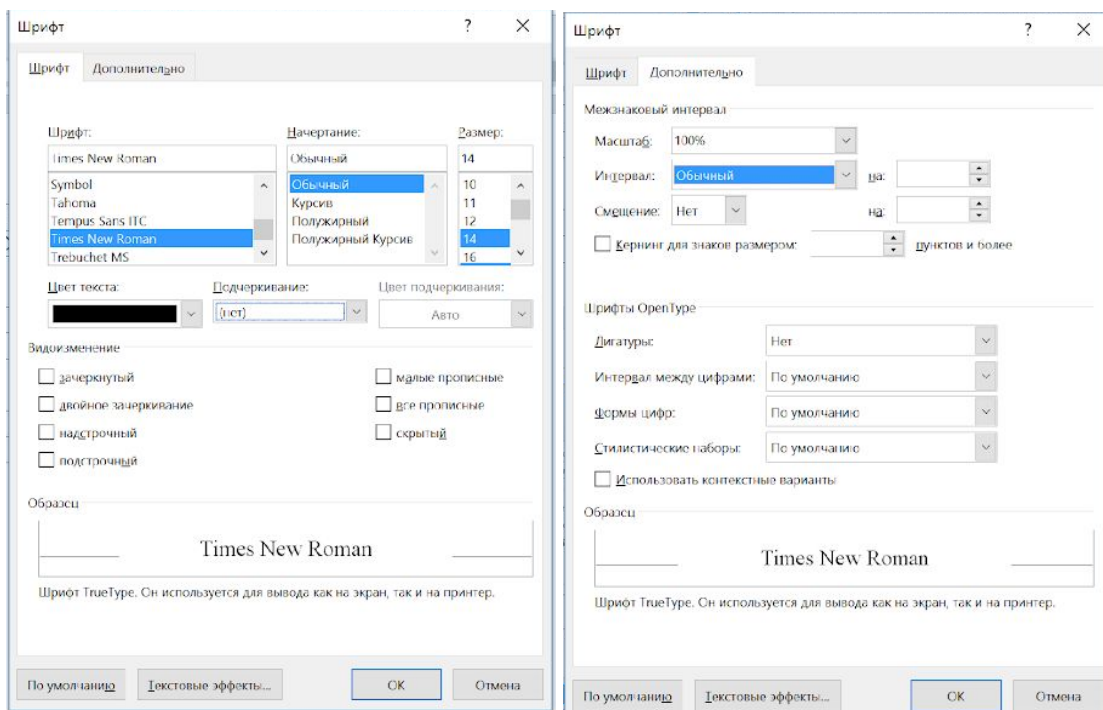 Шрифт ? ×
Шрифт Дополнительно
Шрифт: Начертание: Размер:
Times New Roman Обычный 14
Symbol Обычный 10
Tahoma Курсив 11
Tempus Sans ITC Полужирный 12
Times New Roman Полужирный Курсив 14
Trebuchet MS 16
Цвет текста: Подчеркивание: Цвет подчеркивания:
(нет) Авто
Видоизменение
зачеркнутый малые прописные
двойное зачеркивание все прописные
надстрочный скрытый
подстрочный
Образец
Times New Roman
Шрифт TrueType. Он используется для вывода как на экран, так и на принтер.
По умолчанию Текстовые эффекты... ОК Отмена
Шрифт ? ×
Шрифт Дополнительно
Межзнаковый интервал
Масштаб: 100%
Интервал: Обычный на:
Смещение: Нет на:
Кернинг для знаков размером: пунктов и более
Шрифты OpenType
Лигатуры: Нет
Интервал между цифрами: По умолчанию
Формы цифр: По умолчанию
Стилистические наборы: По умолчанию
Использовать контекстные варианты
Образец
Times New Roman
Шрифт TrueType. Он используется для вывода как на экран, так и на принтер.
По умолчанию Текстовые эффекты... ОК Отмена